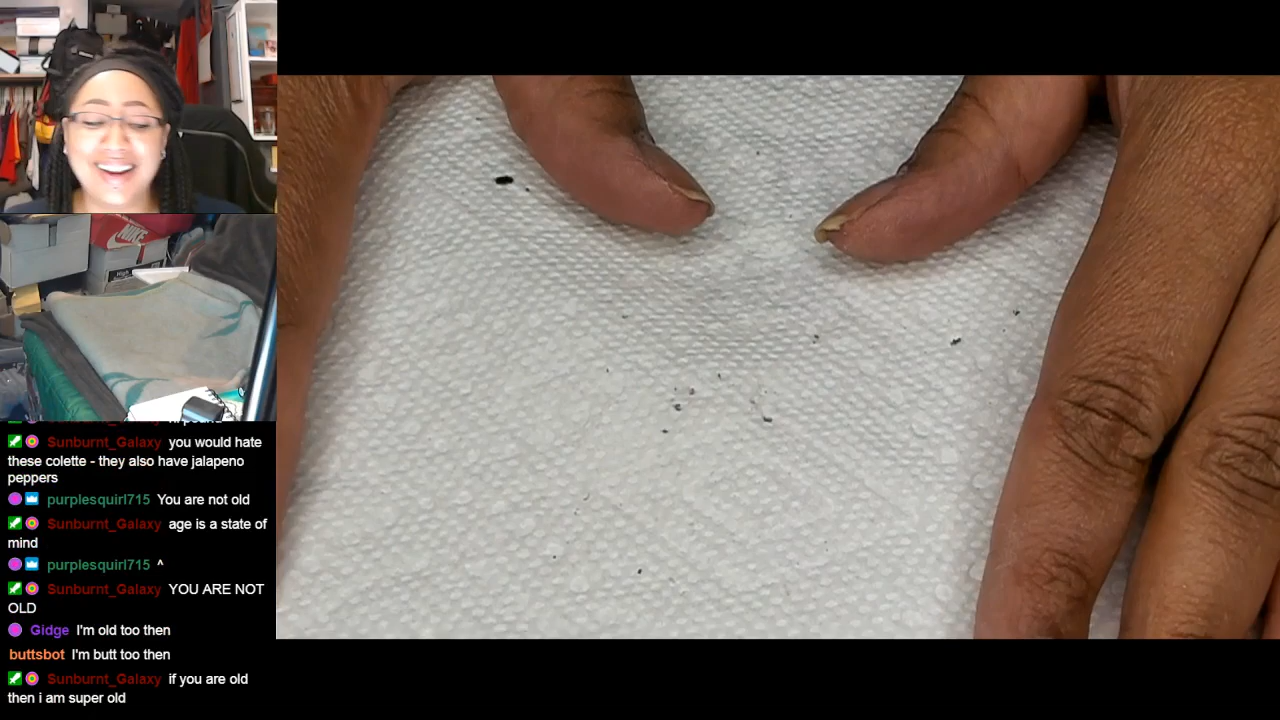 NIKE
High
Sunburnt_Galaxy you would hate
these colette - they also have jalapeno
peppers
purplesquirl715 You are not old
Sunburnt_Galaxy age is a state of
mind
purplesquirl715 ^
Sunburnt_Galaxy YOU ARE NOT
OLD
Gidge I'm old too then
buttsbot I'm butt too then
Sunburnt_Galaxy if you are old
then i am super old